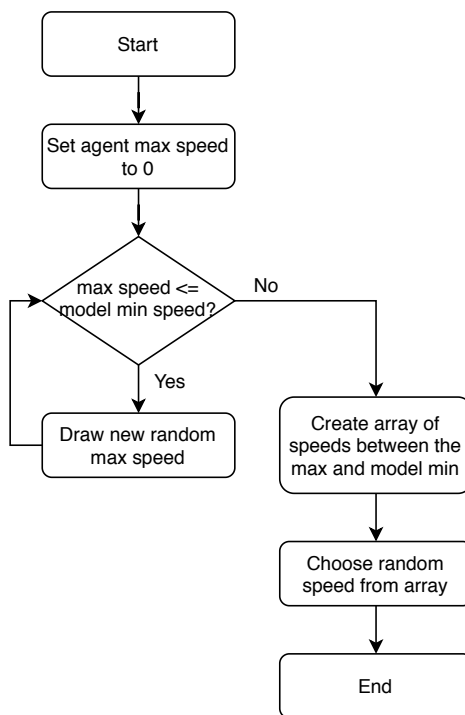 Start
Set agent max speed
to 0
max speed <=
model min speed?
No
Yes
Draw new random
max speed
Create array of
speeds between the
max and model min
Choose random
speed from array
End